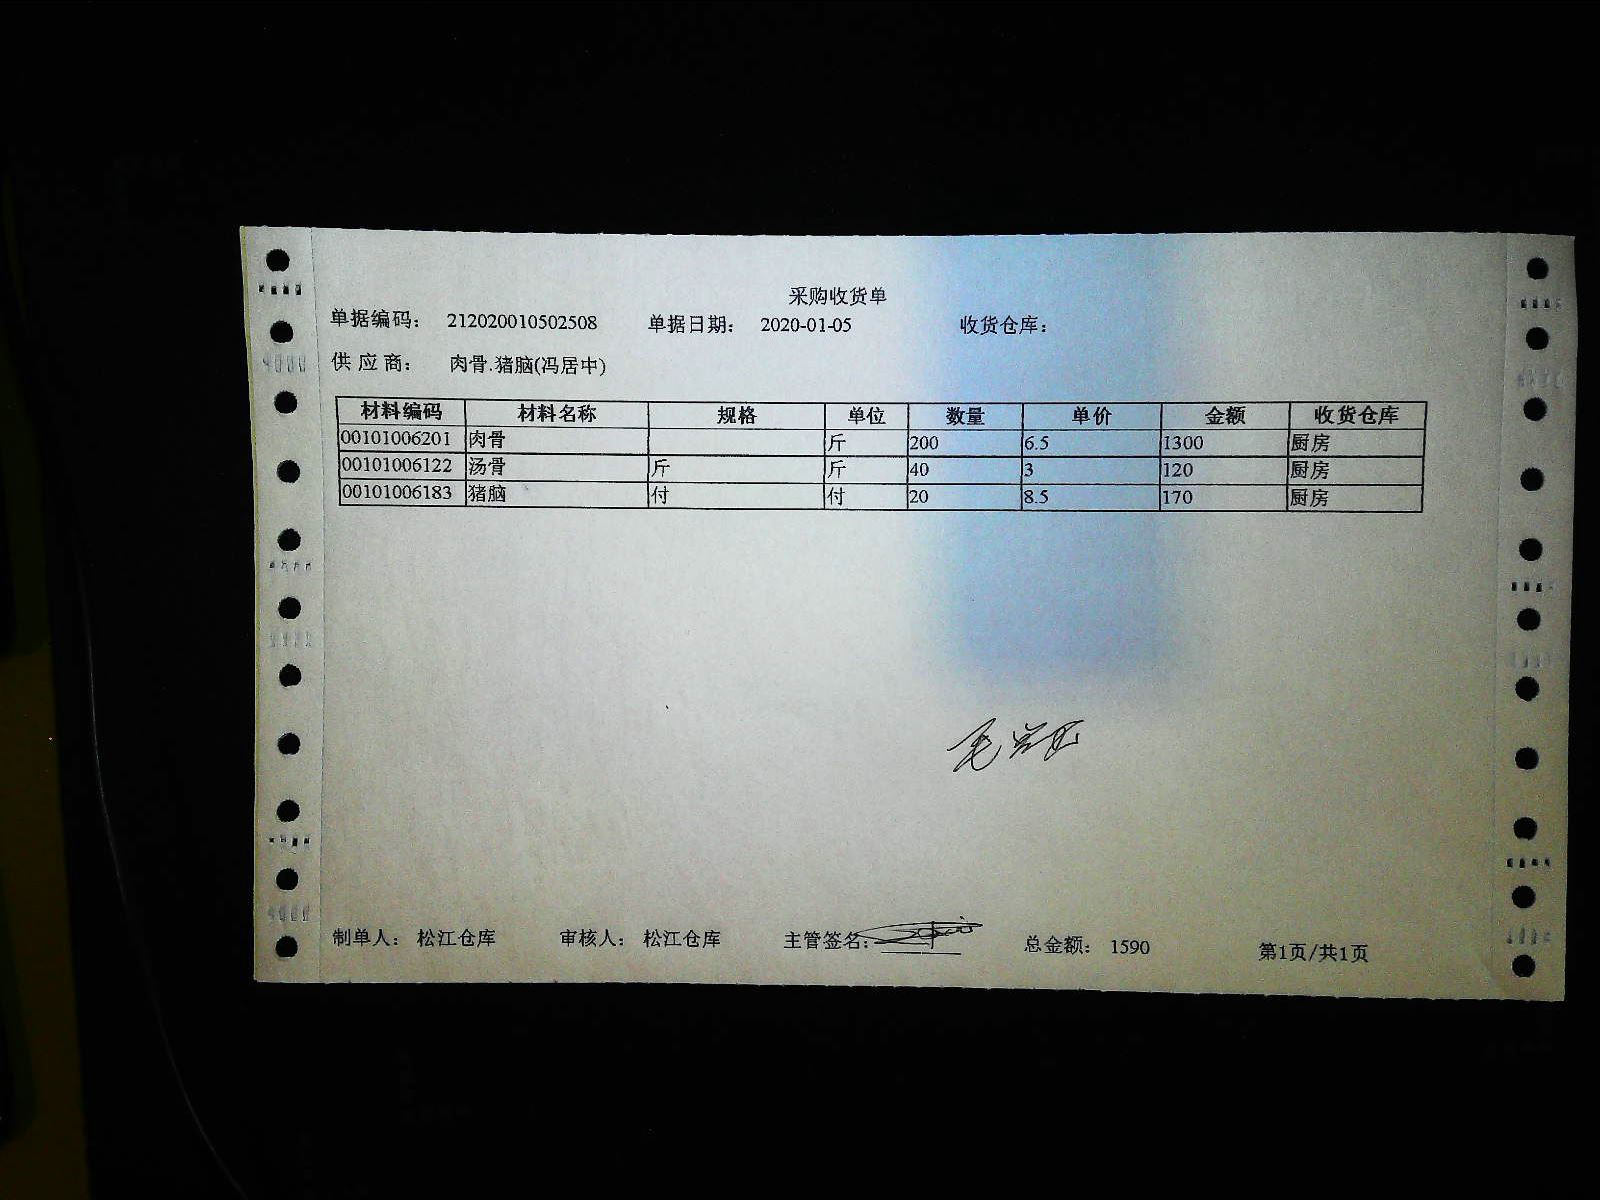 采购收货单
单据编码： 212020010502508 单据日期： 2020-01-05 收货仓库：
供 应 商： 肉骨.猪脑(冯居中)
材料编码 材料名称 规格 单位 数量 单价 金额 收货仓库
00101006201 肉骨 斤 200 6.5 1300 厨房
00101006122 汤骨 斤 斤 40 3 120 厨房
00101006183 猪脑 付 付 20 8.5 170 厨房
制单人： 松江仓库 审核人： 松江仓库 主管签名： 总金额： 1590 第1页/共1页